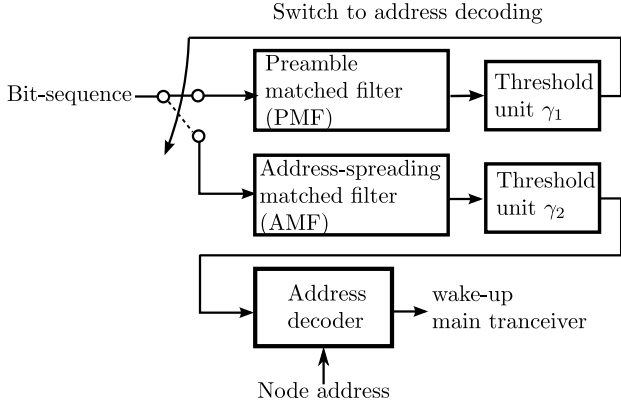 Switch to address decoding
Bit-sequence
Preamble
matched filter
(PMF)
Threshold
unit γ1
Address-spreading
matched filter
(AMF)
Threshold
unit γ2
Address
decoder
wake-up
main tranceiver
Node address